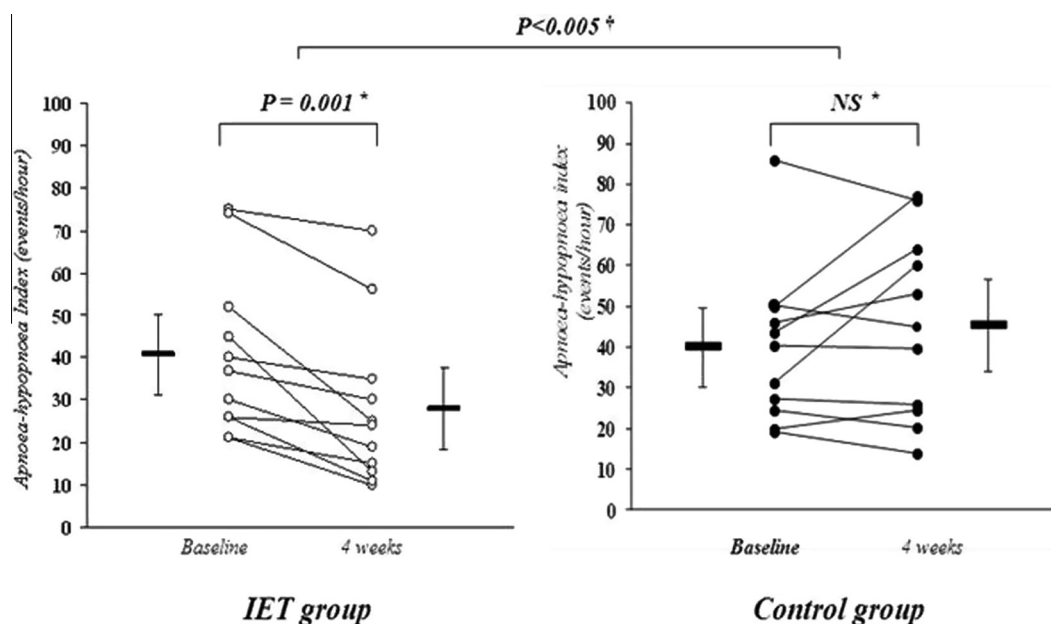 P<0.005 †
P = 0.001 *
NS *
Apnoea-hypopnoea Index (events/hour)
100
90
80
70
60
50
40
30
20
10
0
Baseline
4 weeks
IET group
Apnoea-hypopnoea index
(events/hour)
100
90
80
70
60
50
40
30
20
10
0
Baseline
4 weeks
Control group